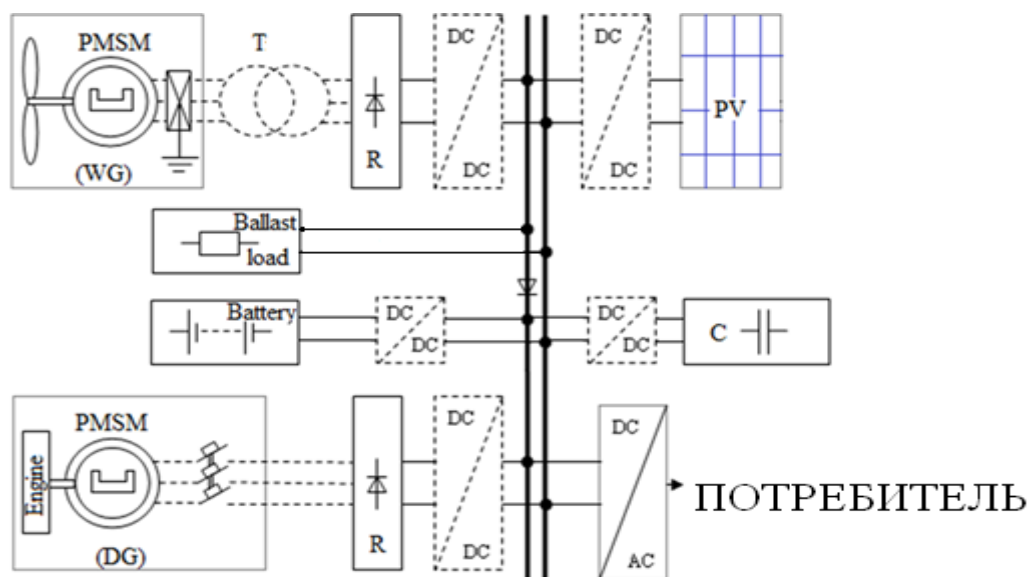 PMSM
(WG)
T
R
DC
DC
DC
DC
PV
Ballast
load
Battery
DC
DC
DC
DC
C
Engine
PMSM
(DG)
R
DC
DC
DC
AC
ПОТРЕБИТЕЛЬ